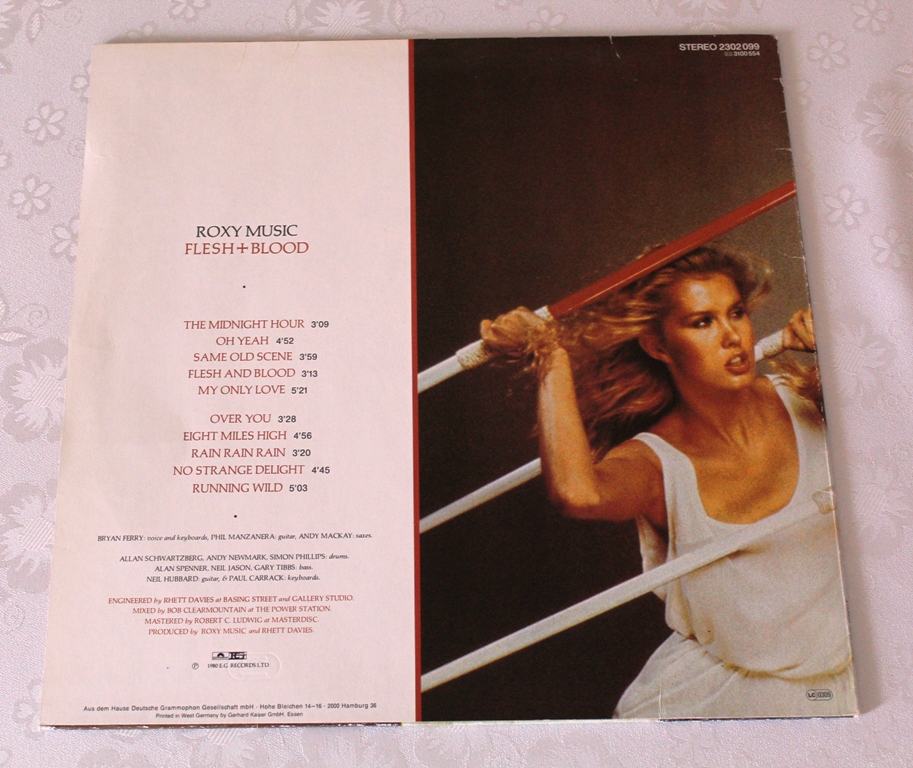 STEREO 2302 099
3100 554
ROXY MUSIC
FLESH+BLOOD
THE MIDNIGHT HOUR 3'09
OH YEAH 4'52
SAME OLD SCENE 3'59
FLESH AND BLOOD 3'13
MY ONLY LOVE 5'21
OVER YOU 3'28
EIGHT MILES HIGH 4'56
RAIN RAIN RAIN 3'20
NO STRANGE DELIGHT 4'45
RUNNING WILD 5'03
BRYAN FERRY: voice and keyboards, PHIL MANZANERA: guitar, ANDY MACKAY: saxes.
ALLAN SCHWARTZBERG, ANDY NEWMARK, SIMON PHILLIPS: drums.
ALAN SPENNER, NEIL JASON, GARY TIBBS: bass.
NEIL HUBBARD: guitar, & PAUL CARRACK: keyboards.
ENGINEERED by RHETT DAVIES at BASING STREET and GALLERY STUDIO.
MIXED by BOB CLEARMOUNTAIN at THE POWER STATION.
MASTERED by ROBERT C. LUDWIG at MASTERDISC.
PRODUCED by ROXY MUSIC and RHETT DAVIES.
℗ 1980 E.G. RECORDS LTD
Aus dem Hause Deutsche Grammophon Gesellschaft mbH · Hohe Bleichen 14–16 · 2000 Hamburg 36
Printed in West Germany by Gerhard Kaiser GmbH, Essen
LC 0309